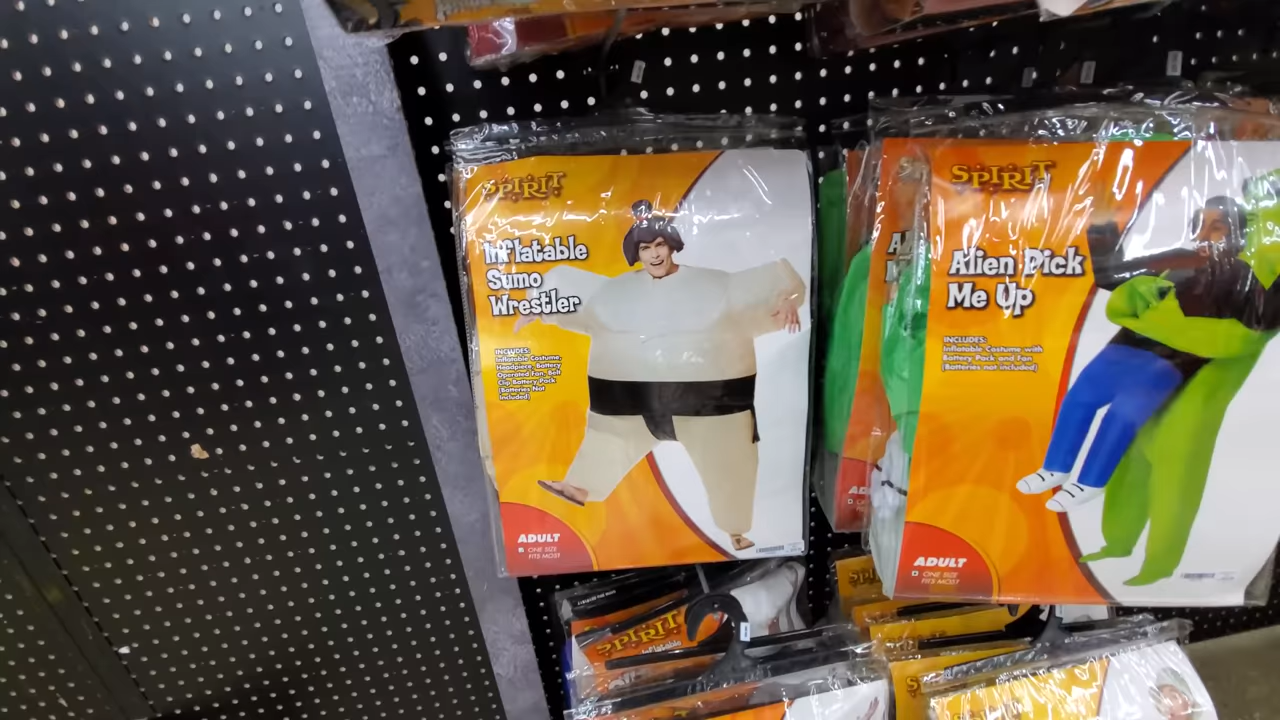 SPIRIT
Inflatable
Sumo
Wrestler
INCLUDES:
Inflatable Costume,
Headpiece, Battery
Operated Fan, Belt
Clip Battery Pack
(Batteries Not
Included)
ADULT
ONE SIZE
FITS MOST
SPIRIT
Alien Pick
Me Up
INCLUDES:
Inflatable Costume with
Battery Pack and Fan
(Batteries not included)
ADULT
ONE SIZE
FITS MOST
SPIRIT
Inflatable